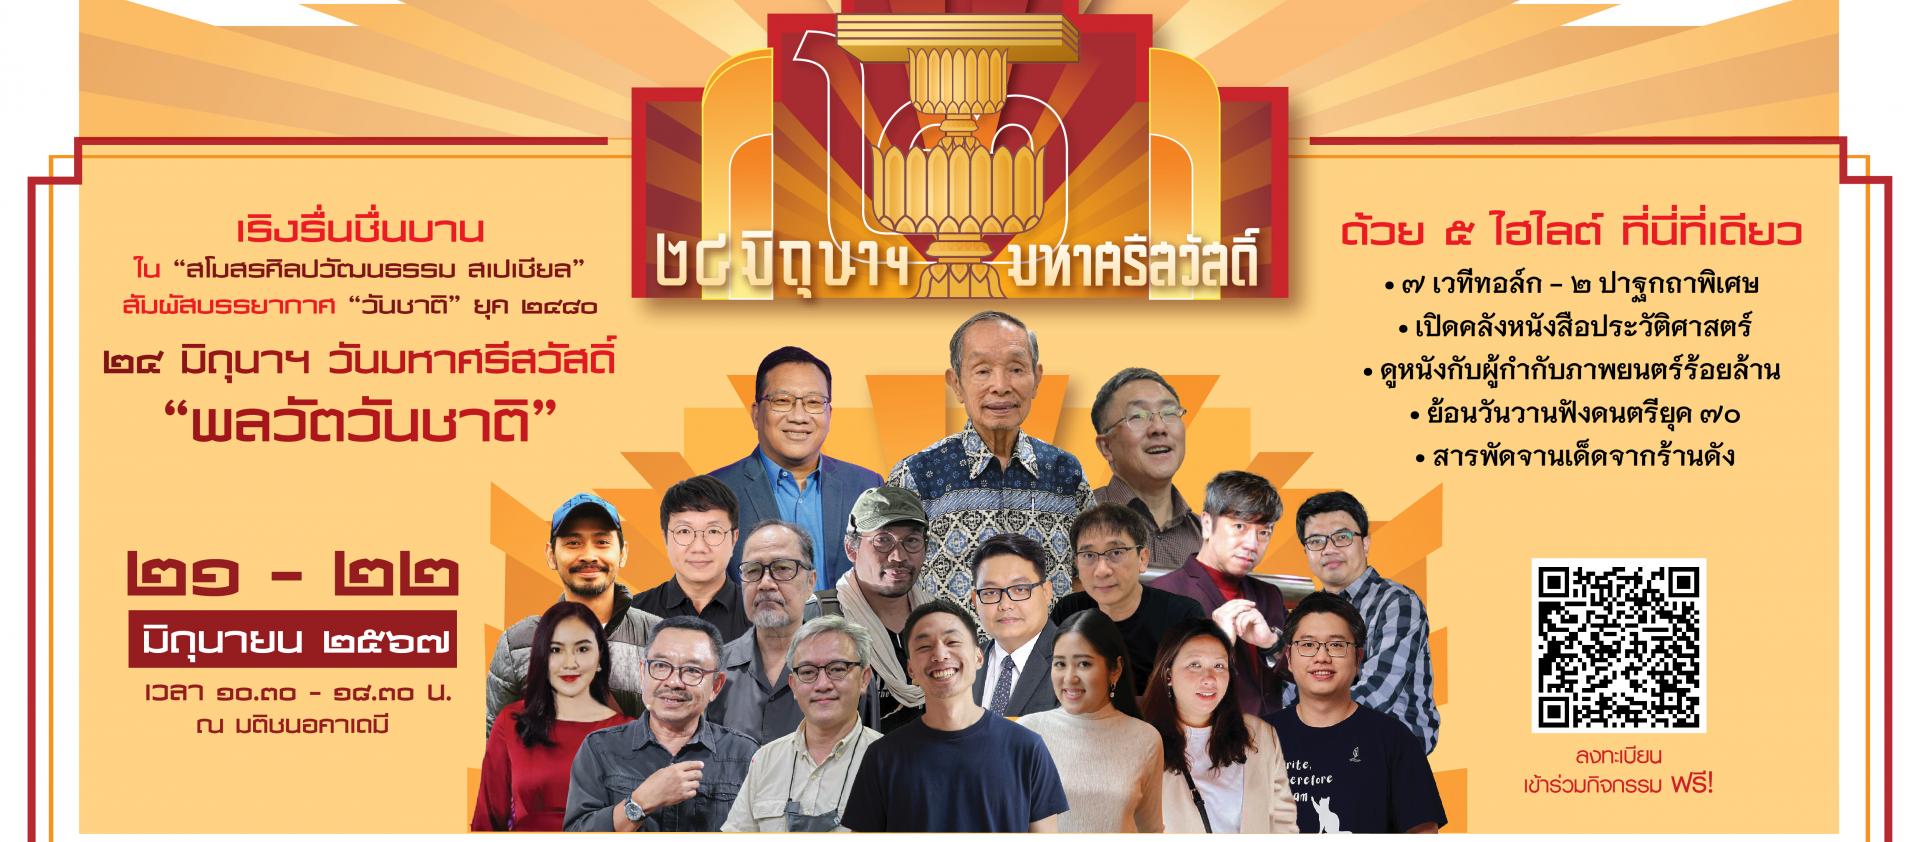 ๒๔ มิถุนาฯ มหาศรีสวัสดิ์
เริงรื่นชื่นบาน
ใน “สโมสรศิลปวัฒนธรรม สเปเชียล”
สัมผัสบรรยากาศ “วันชาติ” ยุค ๒๔๘๐
๒๔ มิถุนาฯ วันมหาศรีสวัสดิ์
“พลวัตวันชาติ”
๒๑ - ๒๒
มิถุนายน ๒๕๖๗
เวลา ๑๐.๓๐ - ๑๘.๓๐ น.
ณ มติชนอคาเดมี
ด้วย ๕ ไฮไลต์ ที่นี่ที่เดียว
• ๗ เวทีทอล์ก – ๒ ปาฐกถาพิเศษ
• เปิดคลังหนังสือประวัติศาสตร์
• ดูหนังกับผู้กำกับภาพยนตร์ร้อยล้าน
• ย้อนวันวานฟังดนตรียุค ๗๐
• สารพัดจานเด็ดจากร้านดัง
ลงทะเบียน
เข้าร่วมกิจกรรม ฟรี!